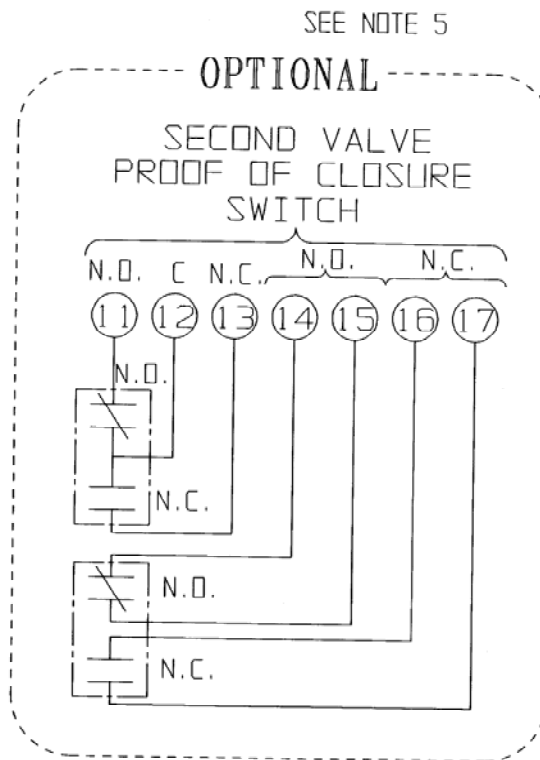 SEE NOTE 5
OPTIONAL
SECOND VALVE
PROOF OF CLOSURE
SWITCH
N.O. C N.C. N.O. N.C.
11 12 13 14 15 16 17
N.O.
N.C.
N.O.
N.C.